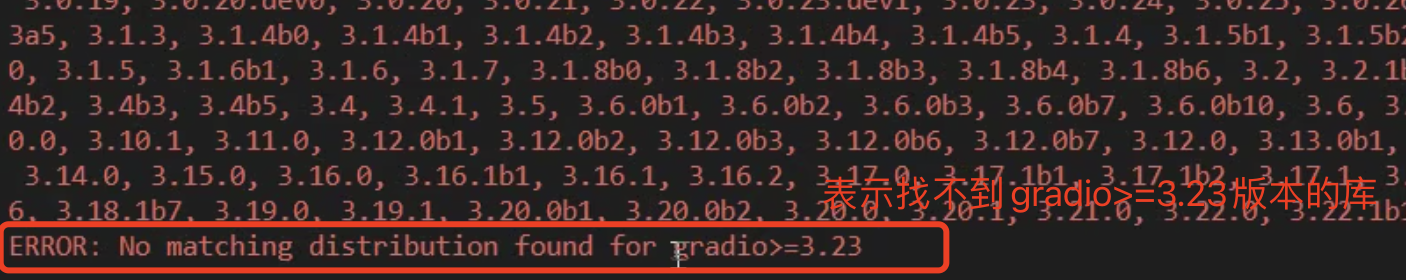 3.0.19, 3.0.20.dev0, 3.0.20, 3.0.21, 3.0.22, 3.0.23.dev1, 3.0.23, 3.0.24, 3.0.25, 3.0.2
3a5, 3.1.3, 3.1.4b0, 3.1.4b1, 3.1.4b2, 3.1.4b3, 3.1.4b4, 3.1.4b5, 3.1.4, 3.1.5b1, 3.1.5b2
0, 3.1.5, 3.1.6b1, 3.1.6, 3.1.7, 3.1.8b0, 3.1.8b2, 3.1.8b3, 3.1.8b4, 3.1.8b6, 3.2, 3.2.1b
4b2, 3.4b3, 3.4b5, 3.4, 3.4.1, 3.5, 3.6.0b1, 3.6.0b2, 3.6.0b3, 3.6.0b7, 3.6.0b10, 3.6, 3.
0.0, 3.10.1, 3.11.0, 3.12.0b1, 3.12.0b2, 3.12.0b3, 3.12.0b6, 3.12.0b7, 3.12.0, 3.13.0b1,
3.14.0, 3.15.0, 3.16.0, 3.16.1b1, 3.16.1, 3.16.2, 3.17.0, 3.17.1b1, 3.17.1b2, 3.17.1, 3.
表示找不到gradio>=3.23版本的库
6, 3.18.1b7, 3.19.0, 3.19.1, 3.20.0b1, 3.20.0b2, 3.20.0, 3.20.1, 3.21.0, 3.22.0, 3.22.1b
ERROR: No matching distribution found for gradio>=3.23